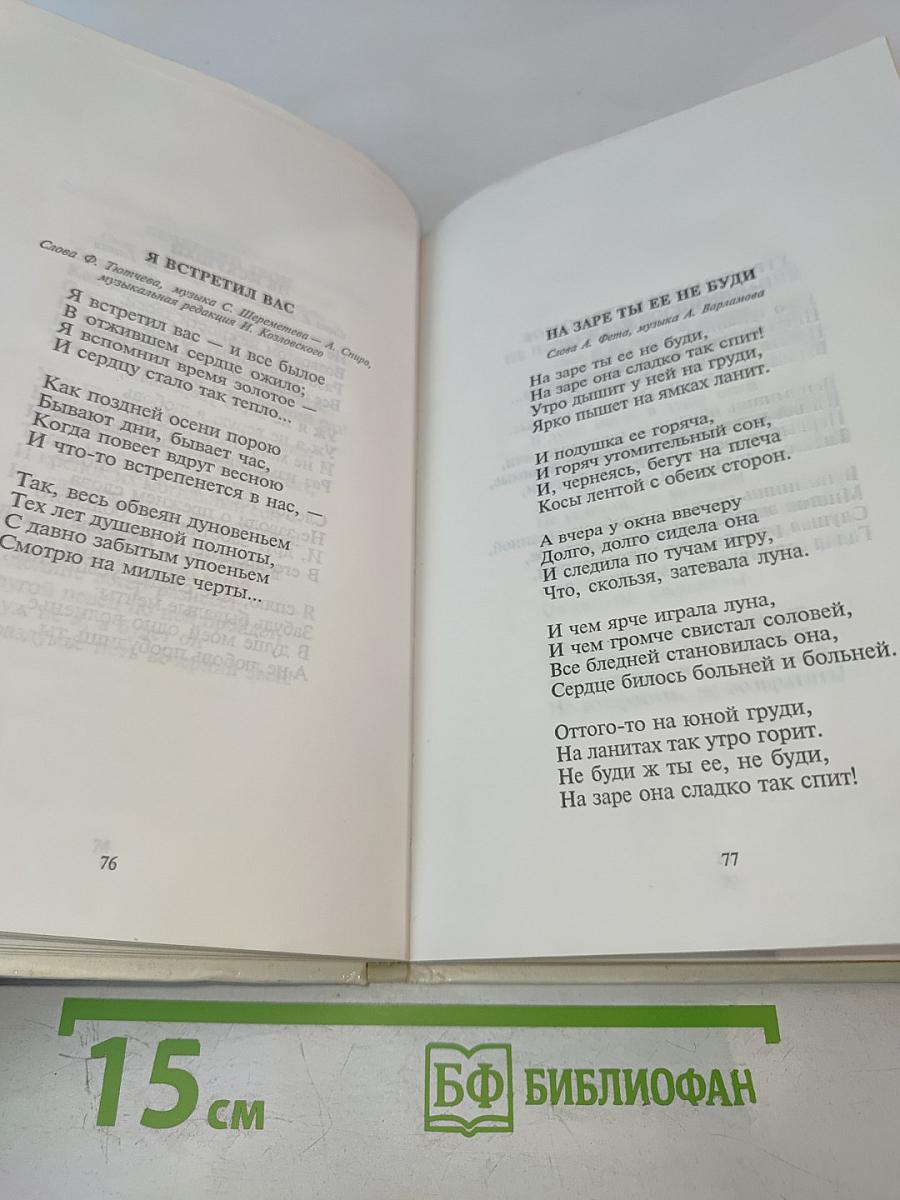 Я ВСТРЕТИЛ ВАС
Слова Ф. Тютчева, музыка С. Шереметева — А. Спиро,
музыкальная редакция И. Козловского
Я встретил вас — и все былое
В отжившем сердце ожило;
Я вспомнил время золотое —
И сердцу стало так тепло...
Как поздней осени порою
Бывают дни, бывает час,
Когда повеет вдруг весною
И что-то встрепенется в нас, —
Так, весь обвеян дуновеньем
Тех лет душевной полноты,
С давно забытым упоеньем
Смотрю на милые черты...
76
НА ЗАРЕ ТЫ ЕЕ НЕ БУДИ
Слова А. Фета, музыка А. Варламова
На заре ты ее не буди,
На заре она сладко так спит!
Утро дышит у ней на груди,
Ярко пышет на ямках ланит.
И подушка ее горяча,
И горяч утомительный сон,
И, чернеясь, бегут на плеча
Косы лентой с обеих сторон.
А вчера у окна ввечеру
Долго, долго сидела она
И следила по тучам игру,
Что, скользя, затевала луна.
И чем ярче играла луна,
И чем громче свистал соловей,
Все бледней становилась она,
Сердце билось больней и больней.
Оттого-то на юной груди,
На ланитах так утро горит.
Не буди ж ты ее, не буди,
На заре она сладко так спит!
77
15 см
БФ БИБЛИОФАН